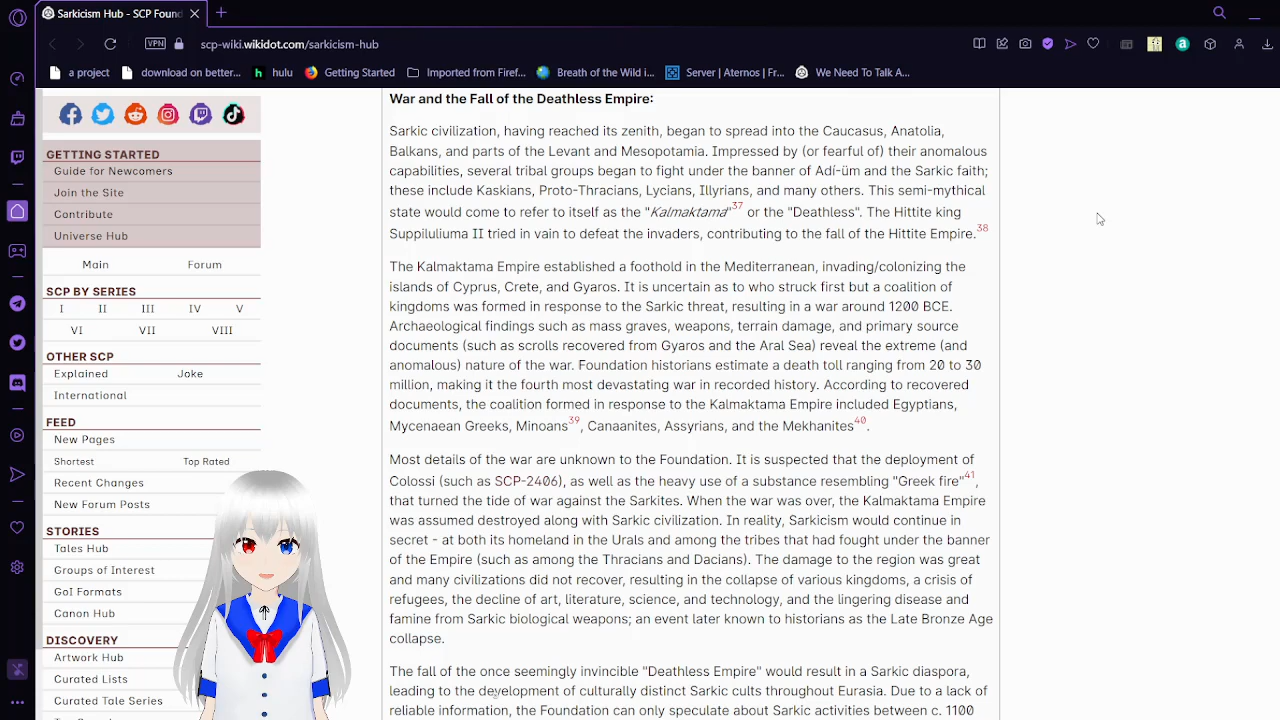 Sarkicism Hub - SCP Found
scp-wiki.wikidot.com/sarkicism-hub
VPN
a project
download on better...
hulu
Getting Started
Imported from Firef...
Breath of the Wild i...
Server | Aternos | Fr...
We Need To Talk A...
GETTING STARTED
Guide for Newcomers
Join the Site
Contribute
Universe Hub
Main Forum
SCP BY SERIES
I II III IV V
VI VII VIII
OTHER SCP
Explained Joke
International
FEED
New Pages
Shortest Top Rated
Recent Changes
New Forum Posts
STORIES
Tales Hub
Groups of Interest
GoI Formats
Canon Hub
DISCOVERY
Artwork Hub
Curated Lists
Curated Tale Series
War and the Fall of the Deathless Empire:
Sarkic civilization, having reached its zenith, began to spread into the Caucasus, Anatolia,
Balkans, and parts of the Levant and Mesopotamia. Impressed by (or fearful of) their anomalous
capabilities, several tribal groups began to fight under the banner of Adí-üm and the Sarkic faith;
these include Kaskians, Proto-Thracians, Lycians, Illyrians, and many others. This semi-mythical
state would come to refer to itself as the "Kalmaktama"37 or the "Deathless". The Hittite king
Suppiluliuma II tried in vain to defeat the invaders, contributing to the fall of the Hittite Empire.38
The Kalmaktama Empire established a foothold in the Mediterranean, invading/colonizing the
islands of Cyprus, Crete, and Gyaros. It is uncertain as to who struck first but a coalition of
kingdoms was formed in response to the Sarkic threat, resulting in a war around 1200 BCE.
Archaeological findings such as mass graves, weapons, terrain damage, and primary source
documents (such as scrolls recovered from Gyaros and the Aral Sea) reveal the extreme (and
anomalous) nature of the war. Foundation historians estimate a death toll ranging from 20 to 30
million, making it the fourth most devastating war in recorded history. According to recovered
documents, the coalition formed in response to the Kalmaktama Empire included Egyptians,
Mycenaean Greeks, Minoans39, Canaanites, Assyrians, and the Mekhanites40.
Most details of the war are unknown to the Foundation. It is suspected that the deployment of
Colossi (such as SCP-2406), as well as the heavy use of a substance resembling "Greek fire"41,
that turned the tide of war against the Sarkites. When the war was over, the Kalmaktama Empire
was assumed destroyed along with Sarkic civilization. In reality, Sarkicism would continue in
secret - at both its homeland in the Urals and among the tribes that had fought under the banner
of the Empire (such as among the Thracians and Dacians). The damage to the region was great
and many civilizations did not recover, resulting in the collapse of various kingdoms, a crisis of
refugees, the decline of art, literature, science, and technology, and the lingering disease and
famine from Sarkic biological weapons; an event later known to historians as the Late Bronze Age
collapse.
The fall of the once seemingly invincible "Deathless Empire" would result in a Sarkic diaspora,
leading to the development of culturally distinct Sarkic cults throughout Eurasia. Due to a lack of
reliable information, the Foundation can only speculate about Sarkic activities between c. 1100